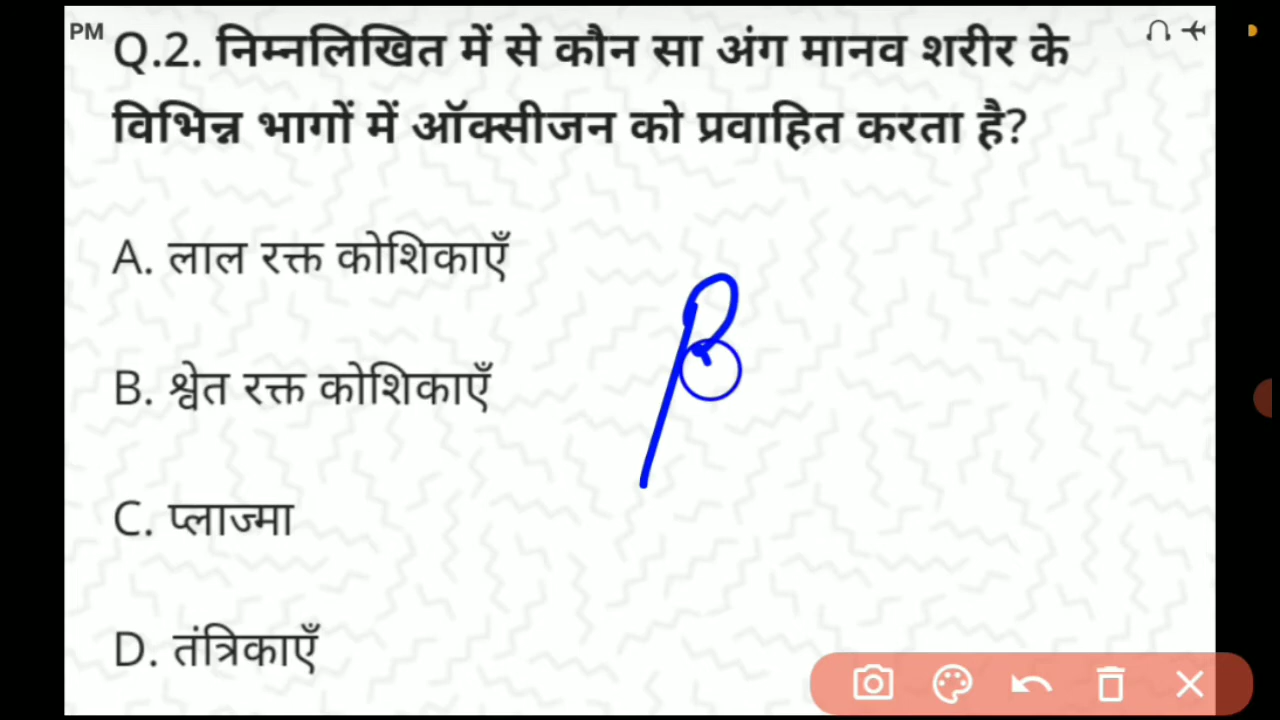 PM
Q.2. निम्नलिखित में से कौन सा अंग मानव शरीर के
विभिन्न भागों में ऑक्सीजन को प्रवाहित करता है?
A. लाल रक्त कोशिकाएँ
B. श्वेत रक्त कोशिकाएँ
C. प्लाज्मा
D. तंत्रिकाएँ